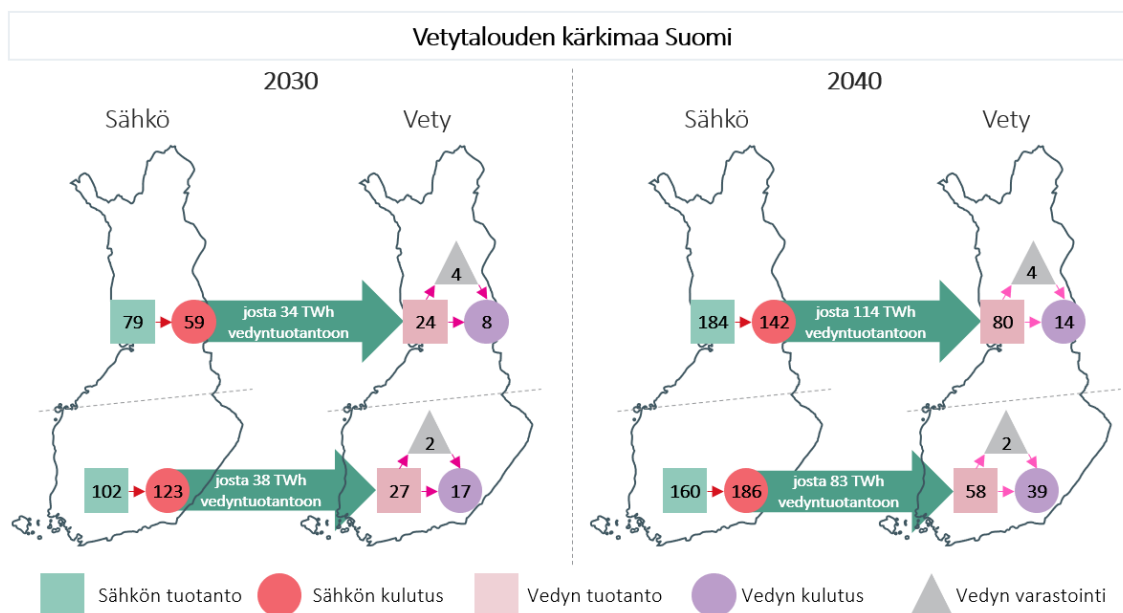 Vetytalouden kärkimaa Suomi
2030
Sähkö
Vety
4
79
59
josta 34 TWh
vedyntuotantoon
24
8
2
102
123
josta 38 TWh
vedyntuotantoon
27
17
2040
Sähkö
Vety
4
184
142
josta 114 TWh
vedyntuotantoon
80
14
2
160
186
josta 83 TWh
vedyntuotantoon
58
39
Sähkön tuotanto
Sähkön kulutus
Vedyn tuotanto
Vedyn kulutus
Vedyn varastointi